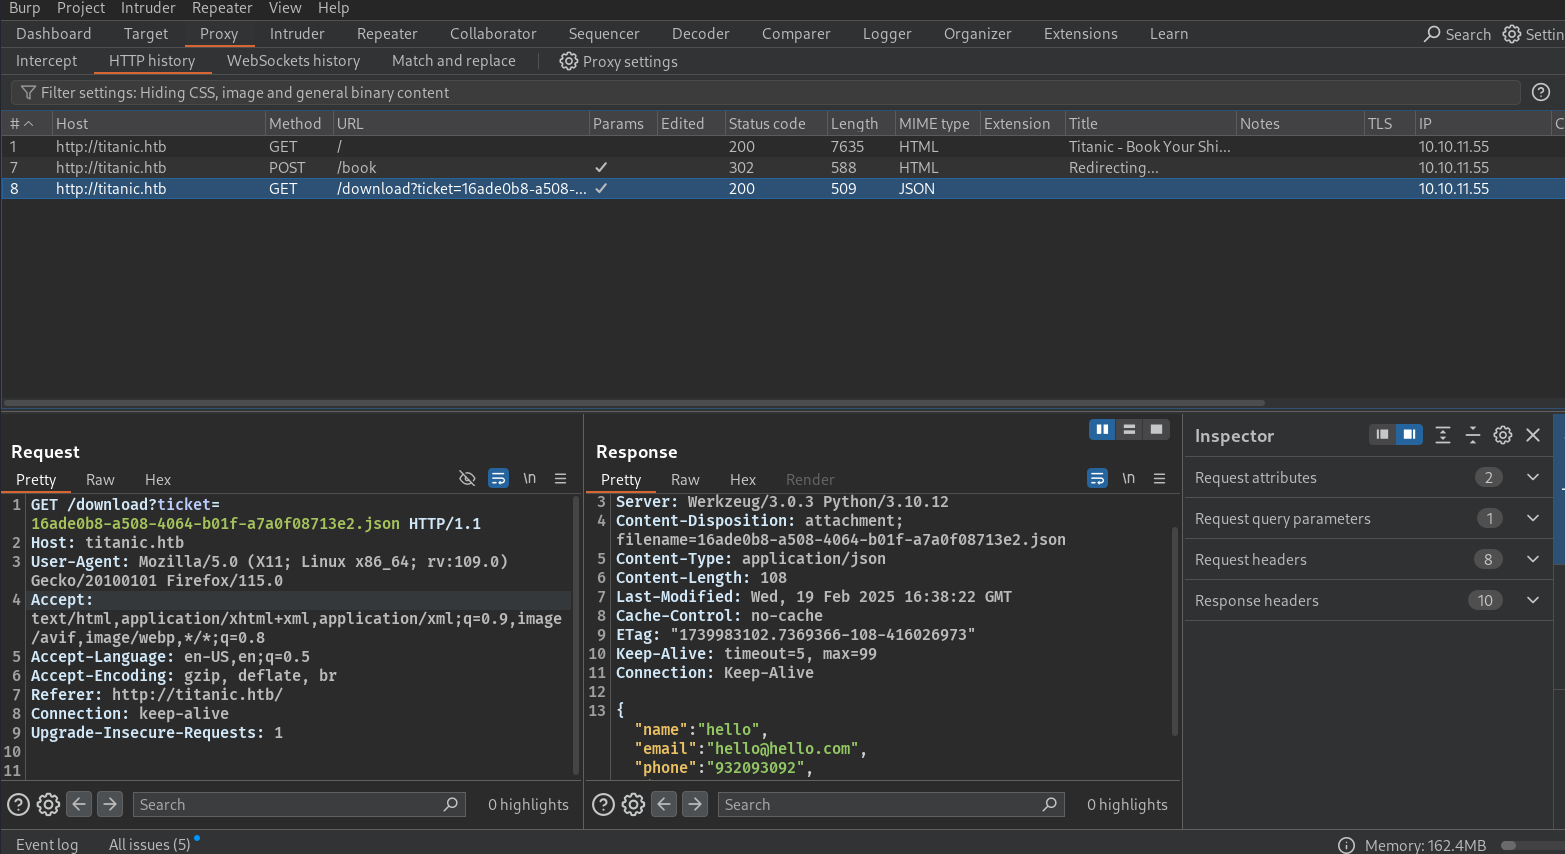 Burp Project Intruder Repeater View Help
Dashboard Target Proxy Intruder Repeater Collaborator Sequencer Decoder Comparer Logger Organizer Extensions Learn Search Settin
Intercept HTTP history WebSockets history Match and replace Proxy settings
Filter settings: Hiding CSS, image and general binary content
# Host Method URL Params Edited Status code Length MIME type Extension Title Notes TLS IP C
1 http://titanic.htb GET / 200 7635 HTML Titanic - Book Your Shi... 10.10.11.55
7 http://titanic.htb POST /book ✓ 302 588 HTML Redirecting... 10.10.11.55
8 http://titanic.htb GET /download?ticket=16ade0b8-a508-... ✓ 200 509 JSON 10.10.11.55
Request
Pretty Raw Hex \n
1 GET /download?ticket=
16ade0b8-a508-4064-b01f-a7a0f08713e2.json HTTP/1.1
2 Host: titanic.htb
3 User-Agent: Mozilla/5.0 (X11; Linux x86_64; rv:109.0)
Gecko/20100101 Firefox/115.0
4 Accept:
text/html,application/xhtml+xml,application/xml;q=0.9,image
/avif,image/webp,*/*;q=0.8
5 Accept-Language: en-US,en;q=0.5
6 Accept-Encoding: gzip, deflate, br
7 Referer: http://titanic.htb/
8 Connection: keep-alive
9 Upgrade-Insecure-Requests: 1
10
11
Search 0 highlights
Response
Pretty Raw Hex Render \n
3 Server: Werkzeug/3.0.3 Python/3.10.12
4 Content-Disposition: attachment;
filename=16ade0b8-a508-4064-b01f-a7a0f08713e2.json
5 Content-Type: application/json
6 Content-Length: 108
7 Last-Modified: Wed, 19 Feb 2025 16:38:22 GMT
8 Cache-Control: no-cache
9 ETag: "1739983102.7369366-108-416026973"
10 Keep-Alive: timeout=5, max=99
11 Connection: Keep-Alive
12
13 {
"name":"hello",
"email":"hello@hello.com",
"phone":"932093092",
Search 0 highlights
Inspector
Request attributes 2
Request query parameters 1
Request headers 8
Response headers 10
Event log All issues (5) Memory: 162.4MB